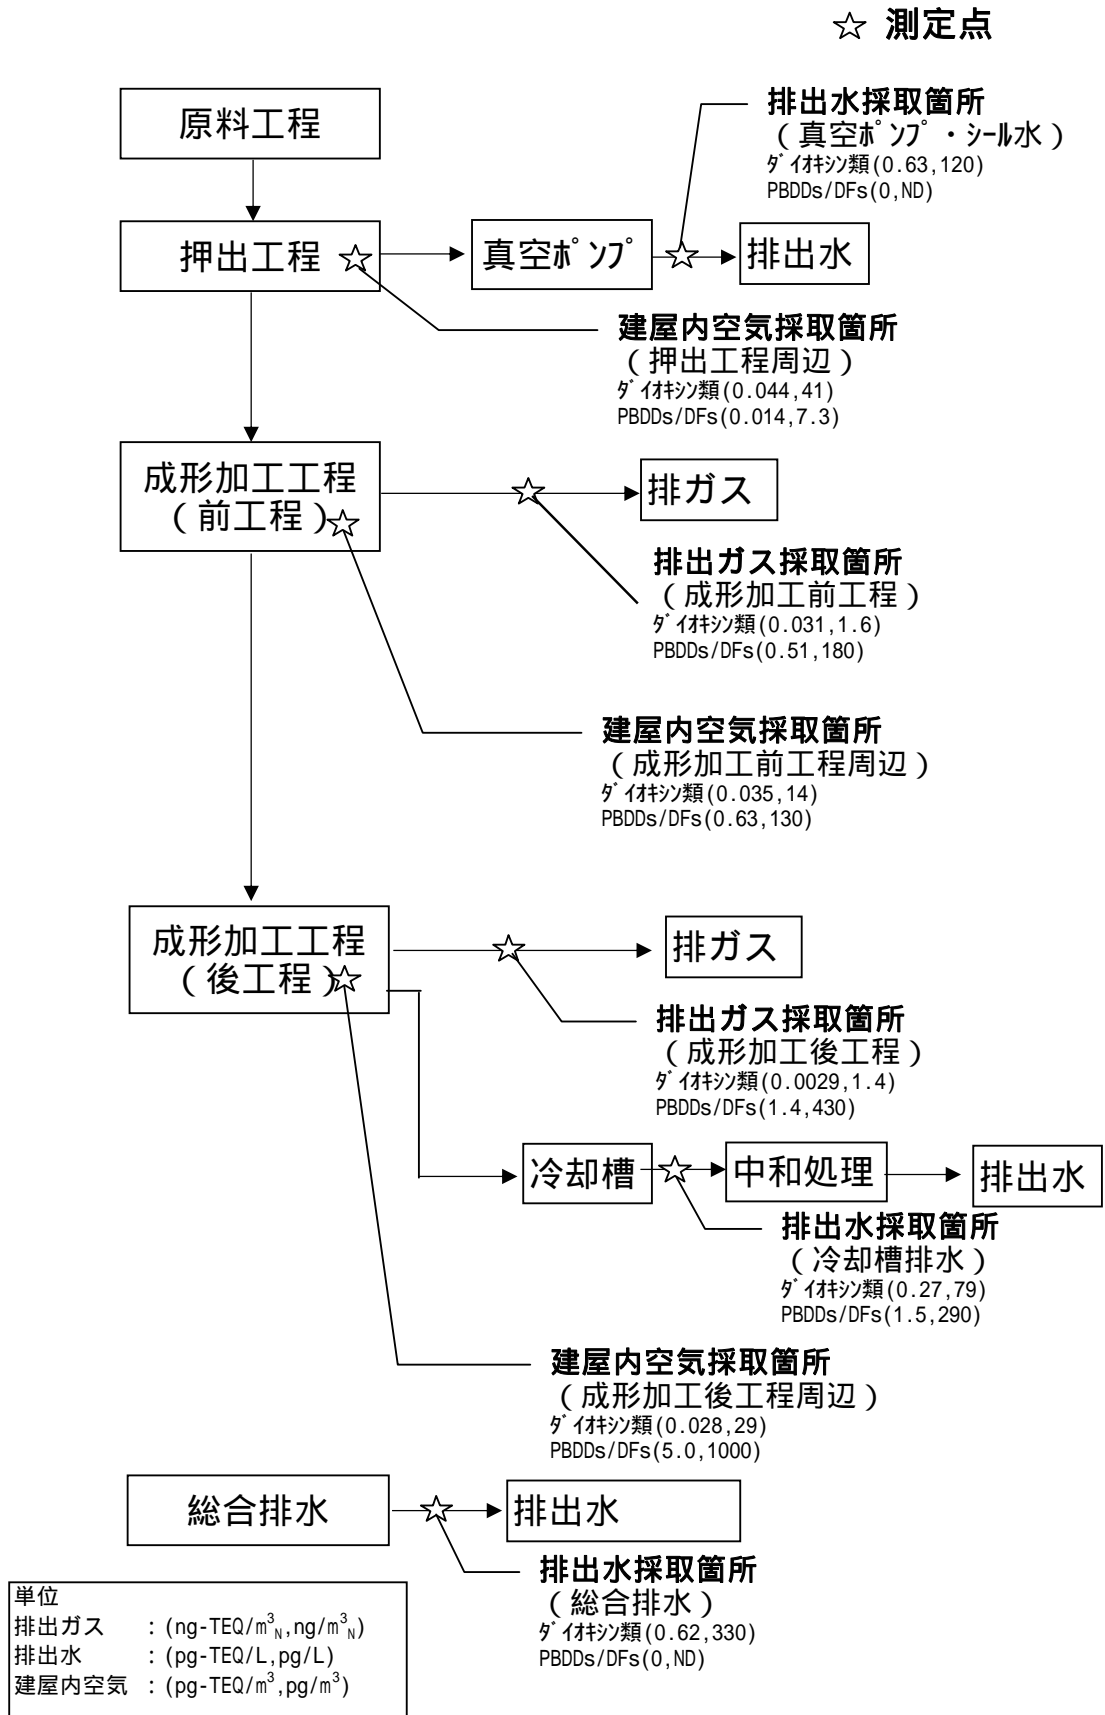 ☆ 測定点
原料工程
排出水採取箇所
（真空ﾎﾟﾝﾌﾟ・ｼｰﾙ水）
ﾀﾞｲｵｷｼﾝ類(0.63,120)
PBDDs/DFs(0,ND)
押出工程
真空ﾎﾟﾝﾌﾟ
排出水
建屋内空気採取箇所
（押出工程周辺）
ﾀﾞｲｵｷｼﾝ類(0.044,41)
PBDDs/DFs(0.014,7.3)
成形加工工程
（前工程）
排ガス
排出ガス採取箇所
（成形加工前工程）
ﾀﾞｲｵｷｼﾝ類(0.031,1.6)
PBDDs/DFs(0.51,180)
建屋内空気採取箇所
（成形加工前工程周辺）
ﾀﾞｲｵｷｼﾝ類(0.035,14)
PBDDs/DFs(0.63,130)
成形加工工程
（後工程）
排ガス
排出ガス採取箇所
（成形加工後工程）
ﾀﾞｲｵｷｼﾝ類(0.0029,1.4)
PBDDs/DFs(1.4,430)
冷却槽
中和処理
排出水
排出水採取箇所
（冷却槽排水）
ﾀﾞｲｵｷｼﾝ類(0.27,79)
PBDDs/DFs(1.5,290)
建屋内空気採取箇所
（成形加工後工程周辺）
ﾀﾞｲｵｷｼﾝ類(0.028,29)
PBDDs/DFs(5.0,1000)
総合排水
排出水
排出水採取箇所
（総合排水）
ﾀﾞｲｵｷｼﾝ類(0.62,330)
PBDDs/DFs(0,ND)
単位
排出ガス ：(ng-TEQ/m³N,ng/m³N)
排出水 ：(pg-TEQ/L,pg/L)
建屋内空気 ：(pg-TEQ/m³,pg/m³)